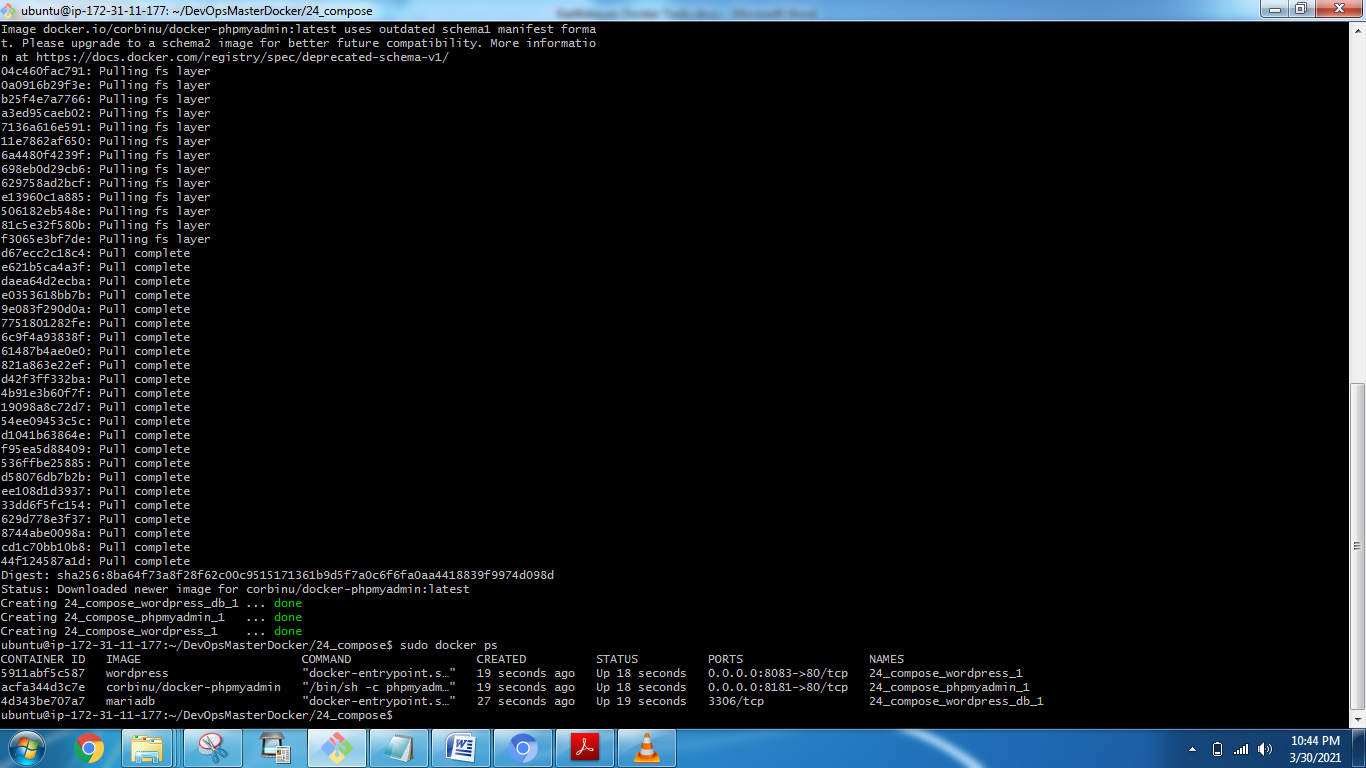 ubuntu@ip-172-31-11-177: ~/DevOpsMasterDocker/24_compose
Image docker.io/corbinu/docker-phpmyadmin:latest uses outdated schema1 manifest forma
t. Please upgrade to a schema2 image for better future compatibility. More informatio
n at https://docs.docker.com/registry/spec/deprecated-schema-v1/
04c460fac791: Pulling fs layer
0a0916b29f3e: Pulling fs layer
b25f4e7a7766: Pulling fs layer
a3ed95caeb02: Pulling fs layer
7136a616e591: Pulling fs layer
11e7862af650: Pulling fs layer
6a4480f4239f: Pulling fs layer
698eb0d29cb6: Pulling fs layer
629758ad2bcf: Pulling fs layer
e13960c1a885: Pulling fs layer
506182eb548e: Pulling fs layer
81c5e32f580b: Pulling fs layer
f3065e3bf7de: Pulling fs layer
d67ecc2c18c4: Pull complete
e621b5ca4a3f: Pull complete
daea64d2ecba: Pull complete
e0353618bb7b: Pull complete
9e083f290d0a: Pull complete
7751801282fe: Pull complete
6c9f4a93838f: Pull complete
61487b4ae0e0: Pull complete
821a863e22ef: Pull complete
d42f3ff332ba: Pull complete
4b91e3b60f7f: Pull complete
19098a8c72d7: Pull complete
54ee09453c5c: Pull complete
d1041b63864e: Pull complete
f95ea5d88409: Pull complete
536ffbe25885: Pull complete
d58076db7b2b: Pull complete
ee108d1d3937: Pull complete
33dd6f5fc154: Pull complete
629d778e3f37: Pull complete
8744abe0098a: Pull complete
cd1c70bb10b8: Pull complete
44f124587a1d: Pull complete
Digest: sha256:8ba64f73a8f28f62c00c9515171361b9d5f7a0c6f6fa0aa4418839f9974d098d
Status: Downloaded newer image for corbinu/docker-phpmyadmin:latest
Creating 24_compose_wordpress_db_1 ... done
Creating 24_compose_phpmyadmin_1   ... done
Creating 24_compose_wordpress_1    ... done
ubuntu@ip-172-31-11-177:~/DevOpsMasterDocker/24_compose$ sudo docker ps
CONTAINER ID   IMAGE                       COMMAND                  CREATED          STATUS          PORTS                  NAMES
5911abf5c587   wordpress                   "docker-entrypoint.s…"   19 seconds ago   Up 18 seconds   0.0.0.0:8083->80/tcp   24_compose_wordpress_1
acfa344d3c7e   corbinu/docker-phpmyadmin   "/bin/sh -c phpmyadm…"   19 seconds ago   Up 18 seconds   0.0.0.0:8181->80/tcp   24_compose_phpmyadmin_1
4d343be707a7   mariadb                     "docker-entrypoint.s…"   27 seconds ago   Up 19 seconds   3306/tcp               24_compose_wordpress_db_1
ubuntu@ip-172-31-11-177:~/DevOpsMasterDocker/24_compose$
10:44 PM
3/30/2021